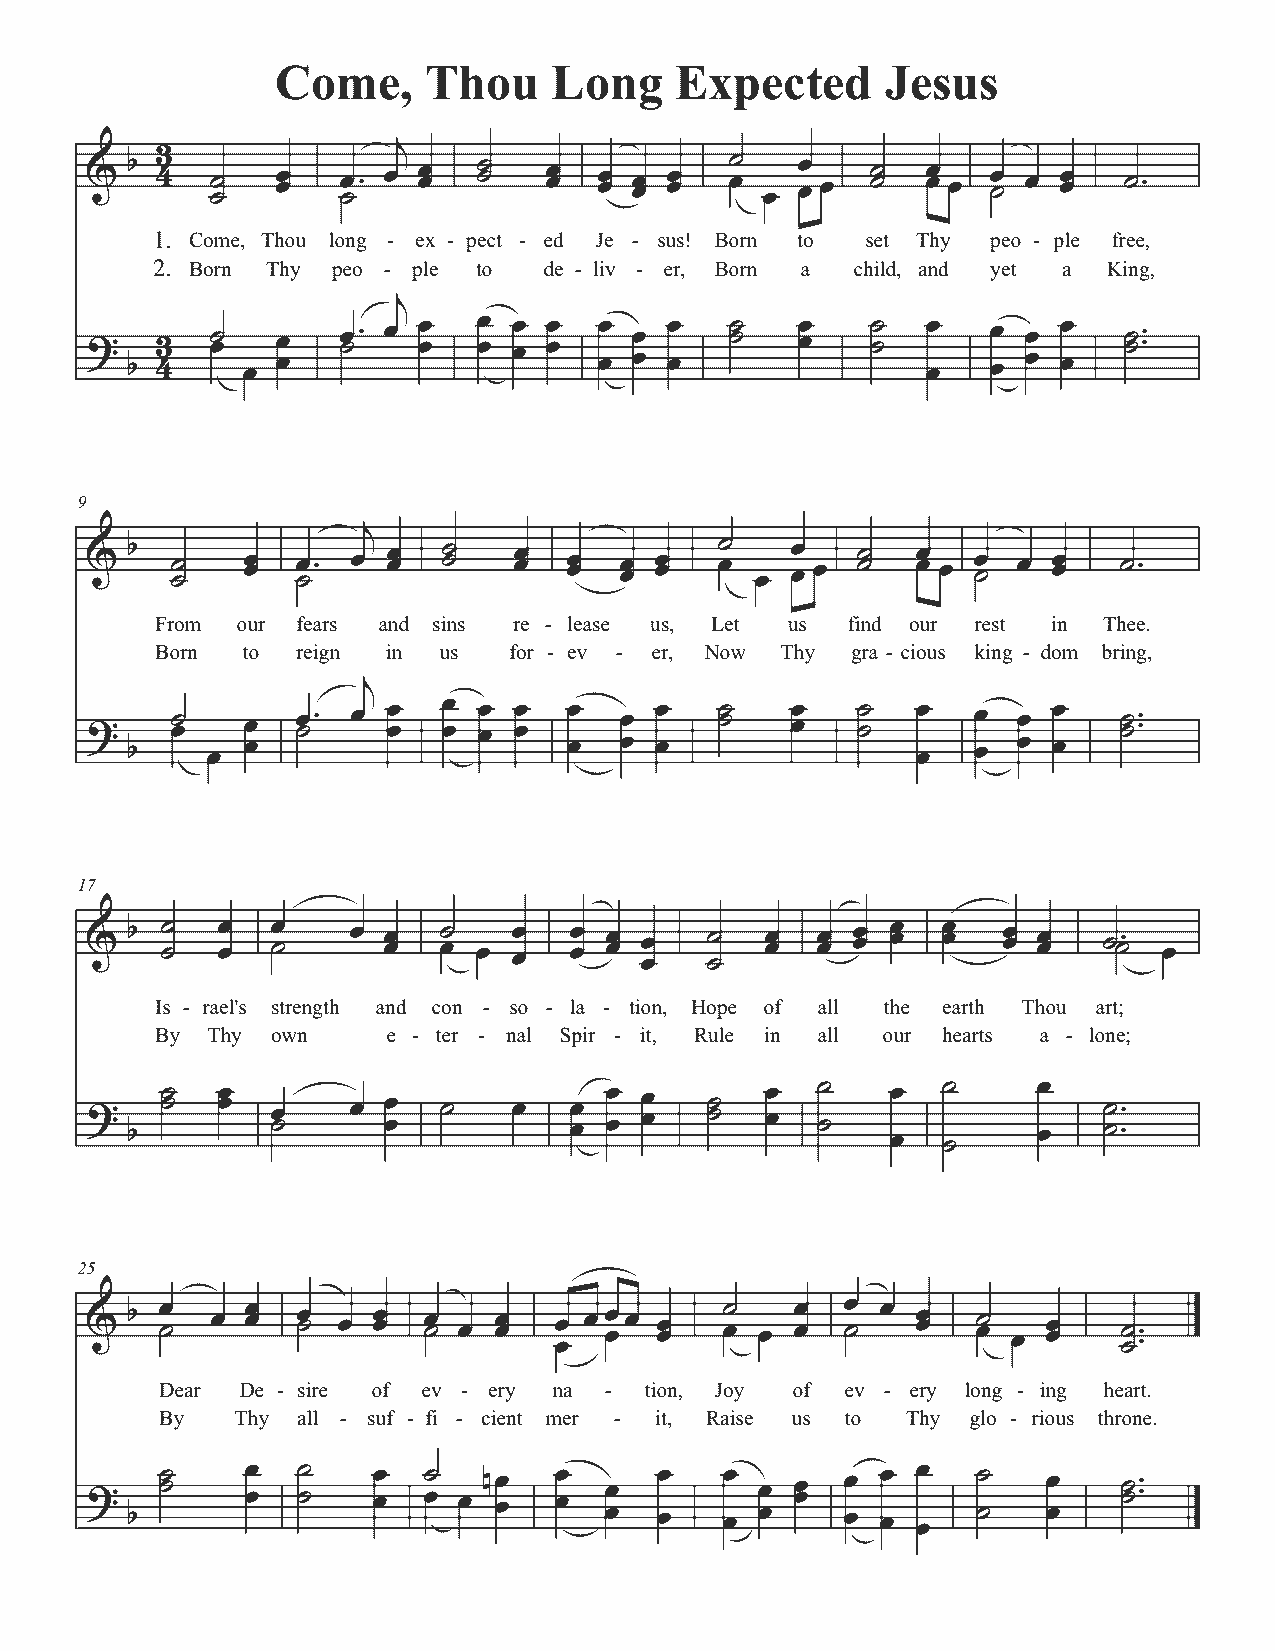 Come, Thou Long Expected Jesus
1. Come, Thou long - ex - pect - ed Je - sus! Born to set Thy peo - ple free,
2. Born Thy peo - ple to de - liv - er, Born a child, and yet a King,
9
From our fears and sins re - lease us, Let us find our rest in Thee.
Born to reign in us for - ev - er, Now Thy gra - cious king - dom bring,
17
Is - rael's strength and con - so - la - tion, Hope of all the earth Thou art;
By Thy own e - ter - nal Spir - it, Rule in all our hearts a - lone;
25
Dear De - sire of ev - ery na - tion, Joy of ev - ery long - ing heart.
By Thy all - suf - fi - cient mer - it, Raise us to Thy glo - rious throne.